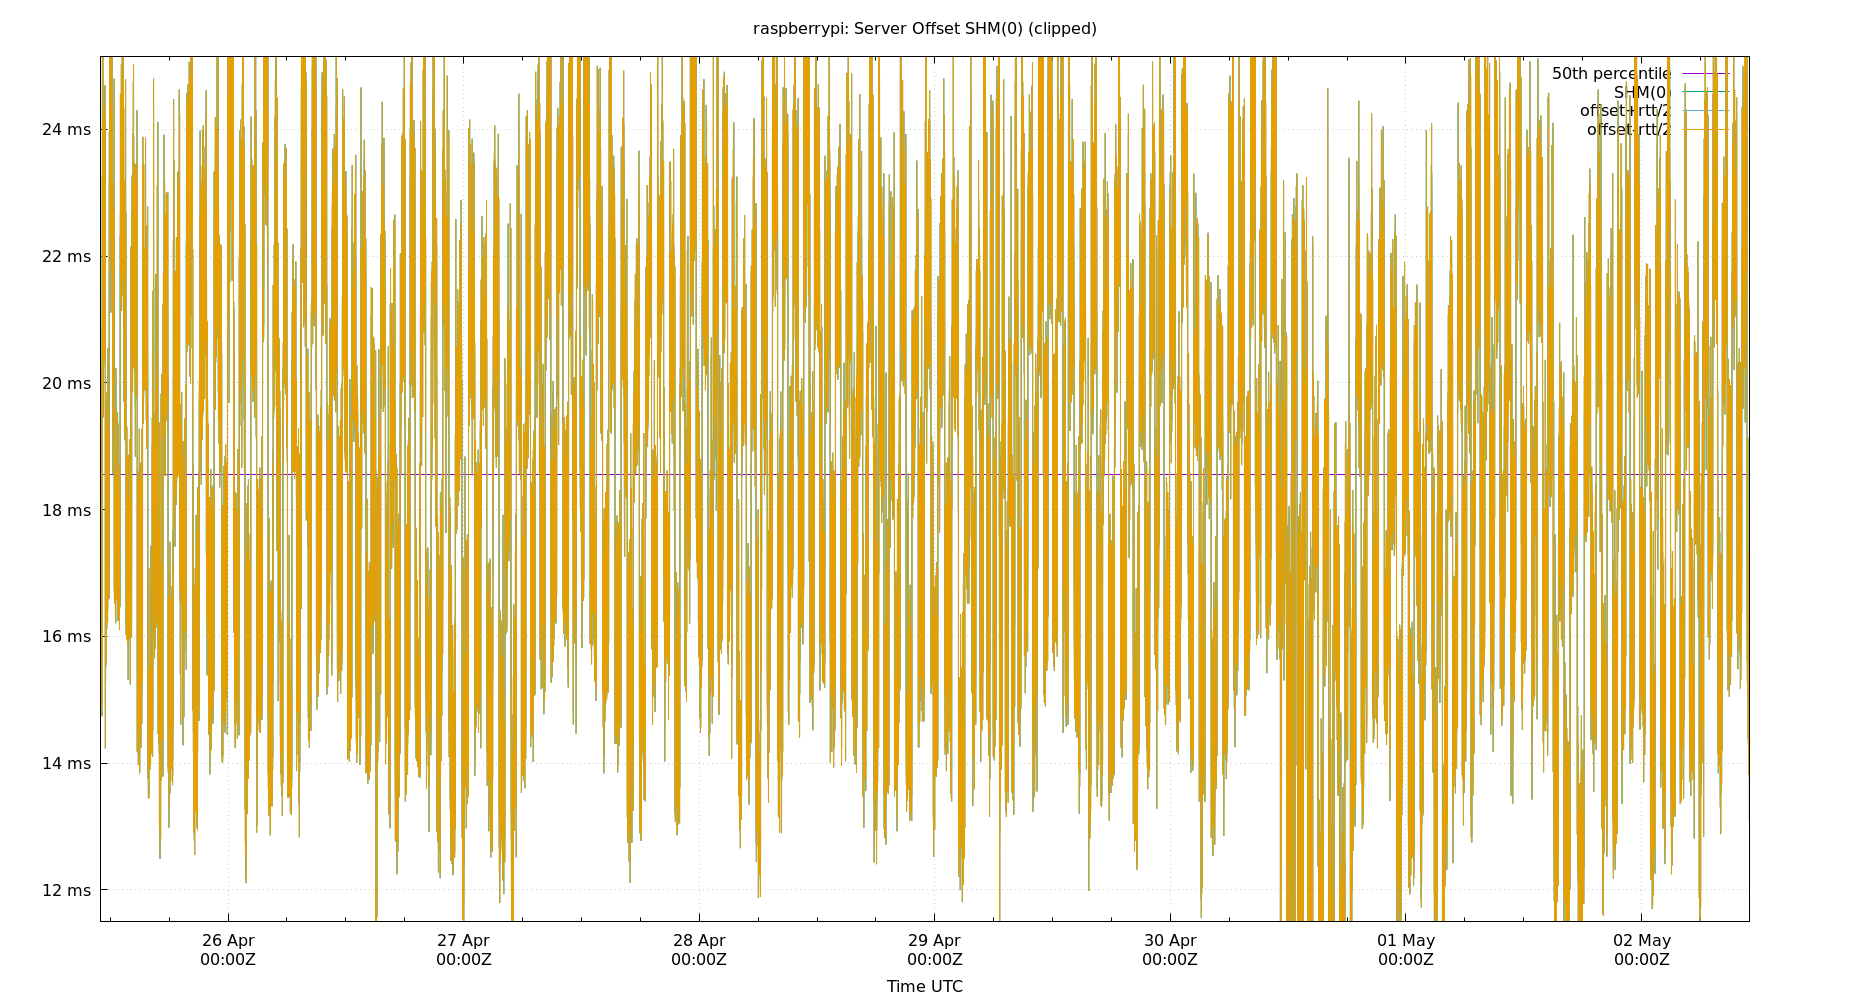 raspberrypi: Server Offset SHM(0) (clipped)
50th percentile
SHM(0)
offset+rtt/2
offset-rtt/2
24 ms
22 ms
20 ms
18 ms
16 ms
14 ms
12 ms
26 Apr 27 Apr 28 Apr 29 Apr 30 Apr 01 May 02 May
00:00Z 00:00Z 00:00Z 00:00Z 00:00Z 00:00Z 00:00Z
Time UTC